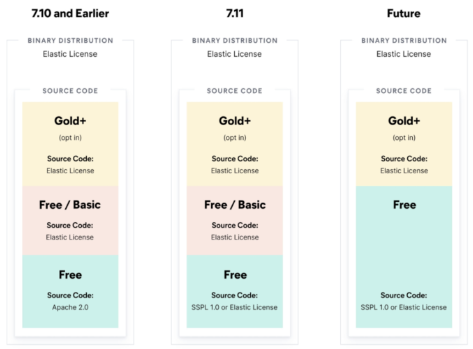 7.10 and Earlier
BINARY DISTRIBUTION
Elastic License
SOURCE CODE
Gold+
(opt in)
Source Code:
Elastic License
Free / Basic
Source Code:
Elastic License
Free
Source Code:
Apache 2.0
7.11
BINARY DISTRIBUTION
Elastic License
SOURCE CODE
Gold+
(opt in)
Source Code:
Elastic License
Free / Basic
Source Code:
Elastic License
Free
Source Code:
SSPL 1.0 or Elastic License
Future
BINARY DISTRIBUTION
Elastic License
SOURCE CODE
Gold+
(opt in)
Source Code:
Elastic License
Free
Source Code:
SSPL 1.0 or Elastic License